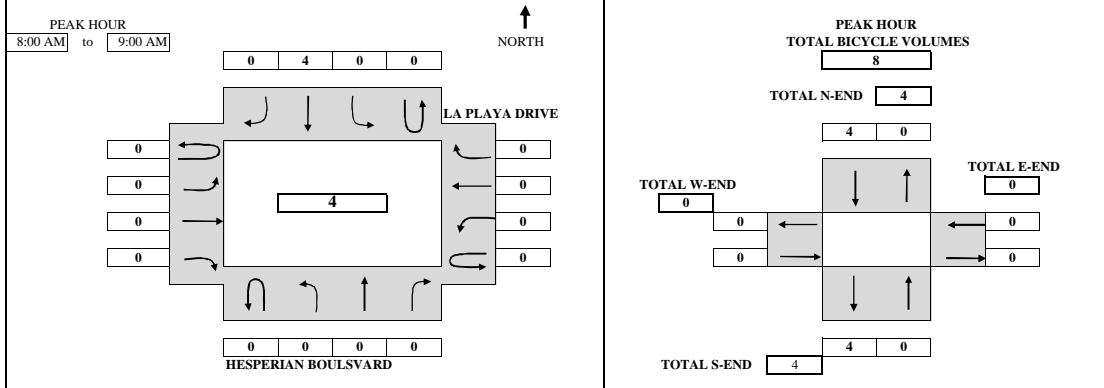 PEAK HOUR
8:00 AM to 9:00 AM
NORTH
0 4 0 0
LA PLAYA DRIVE
0 0
0 0
4
0 0
0 0
0 0 0 0
HESPERIAN BOULSVARD
PEAK HOUR
TOTAL BICYCLE VOLUMES
8
TOTAL N-END 4
4 0
TOTAL E-END
0
TOTAL W-END
0
0 0
0 0
4 0
TOTAL S-END 4